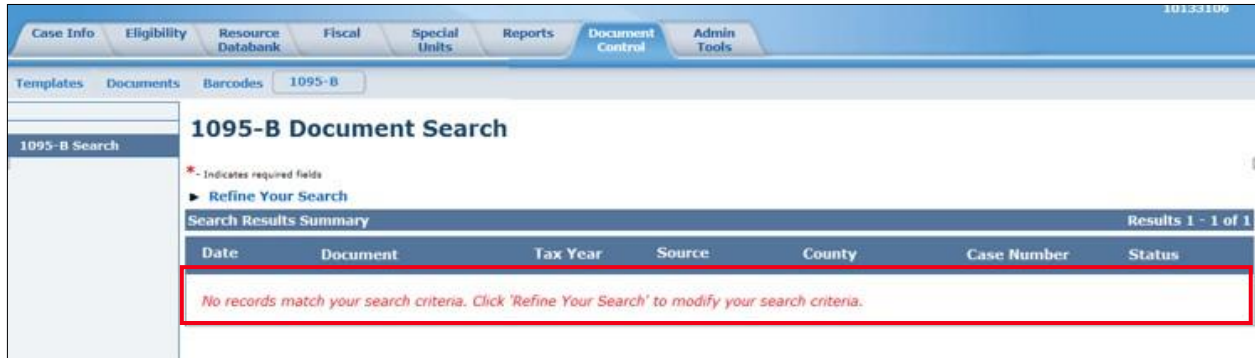 10133106
Case Info Eligibility Resource Databank Fiscal Special Units Reports Document Control Admin Tools
Templates Documents Barcodes 1095-B
1095-B Search
1095-B Document Search
*- Indicates required fields
► Refine Your Search
Search Results Summary Results 1 - 1 of 1
Date Document Tax Year Source County Case Number Status
No records match your search criteria. Click 'Refine Your Search' to modify your search criteria.